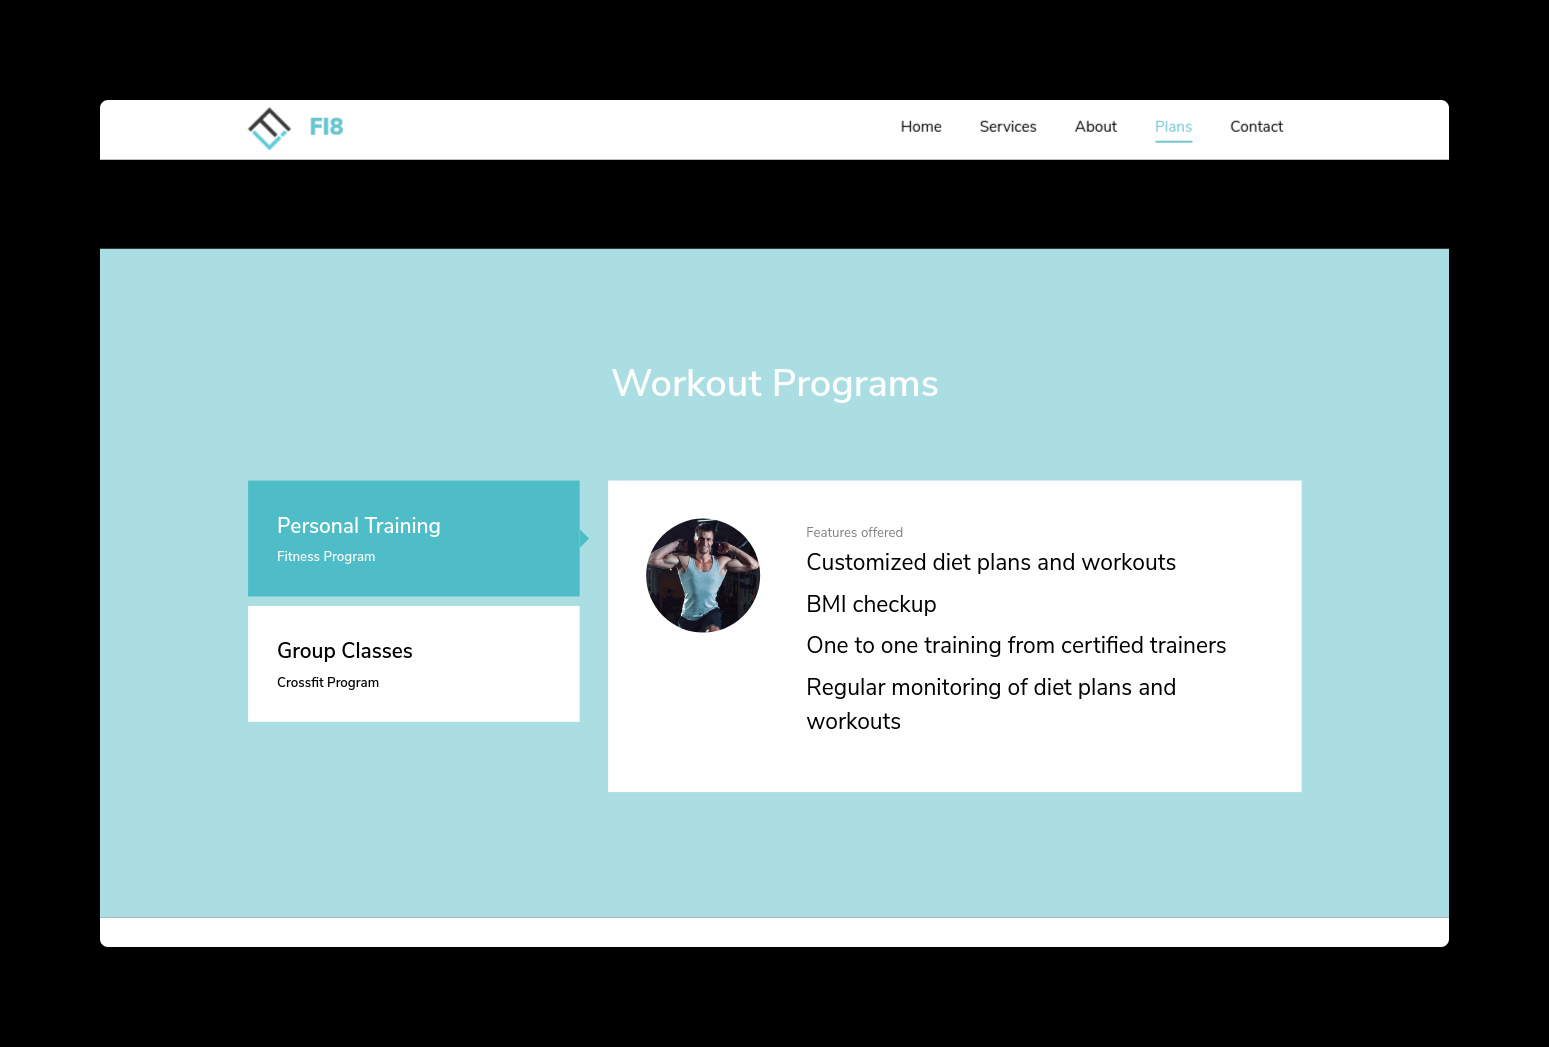 FI8
Home Services About Plans Contact
Workout Programs
Personal Training
Fitness Program
Group Classes
Crossfit Program
Features offered
Customized diet plans and workouts
BMI checkup
One to one training from certified trainers
Regular monitoring of diet plans and
workouts